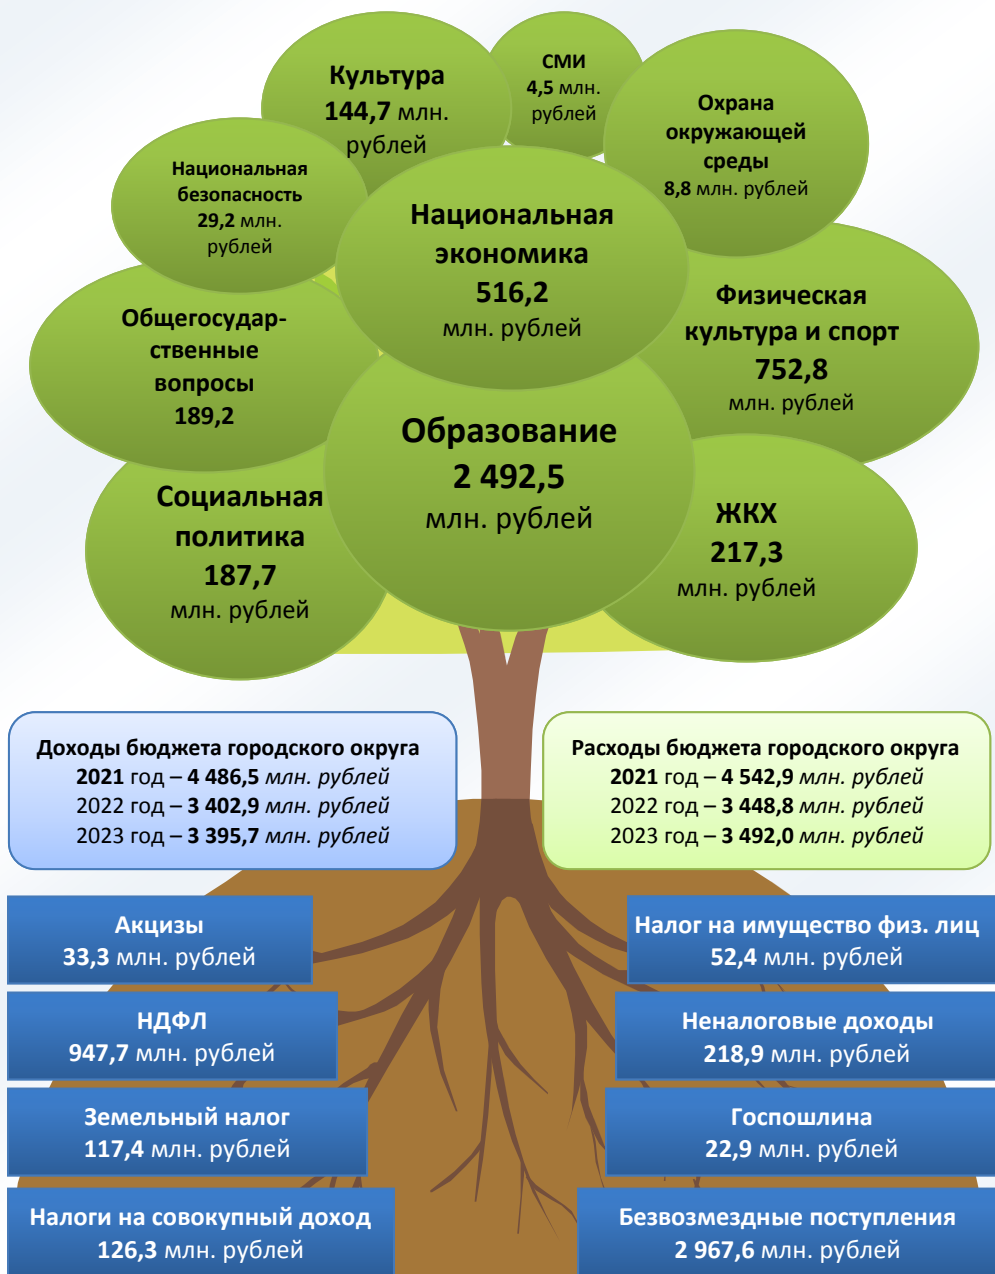 Культура
144,7 млн.
рублей
СМИ
4,5 млн.
рублей
Охрана
окружающей
среды
8,8 млн. рублей
Национальная
безопасность
29,2 млн.
рублей
Национальная
экономика
516,2
млн. рублей
Общегосудар-
ственные
вопросы
189,2
Физическая
культура и спорт
752,8
млн. рублей
Образование
2 492,5
млн. рублей
Социальная
политика
187,7
млн. рублей
ЖКХ
217,3
млн. рублей
Доходы бюджета городского округа
2021 год – 4 486,5 млн. рублей
2022 год – 3 402,9 млн. рублей
2023 год – 3 395,7 млн. рублей
Расходы бюджета городского округа
2021 год – 4 542,9 млн. рублей
2022 год – 3 448,8 млн. рублей
2023 год – 3 492,0 млн. рублей
Акцизы
33,3 млн. рублей
НДФЛ
947,7 млн. рублей
Земельный налог
117,4 млн. рублей
Налоги на совокупный доход
126,3 млн. рублей
Налог на имущество физ. лиц
52,4 млн. рублей
Неналоговые доходы
218,9 млн. рублей
Госпошлина
22,9 млн. рублей
Безвозмездные поступления
2 967,6 млн. рублей